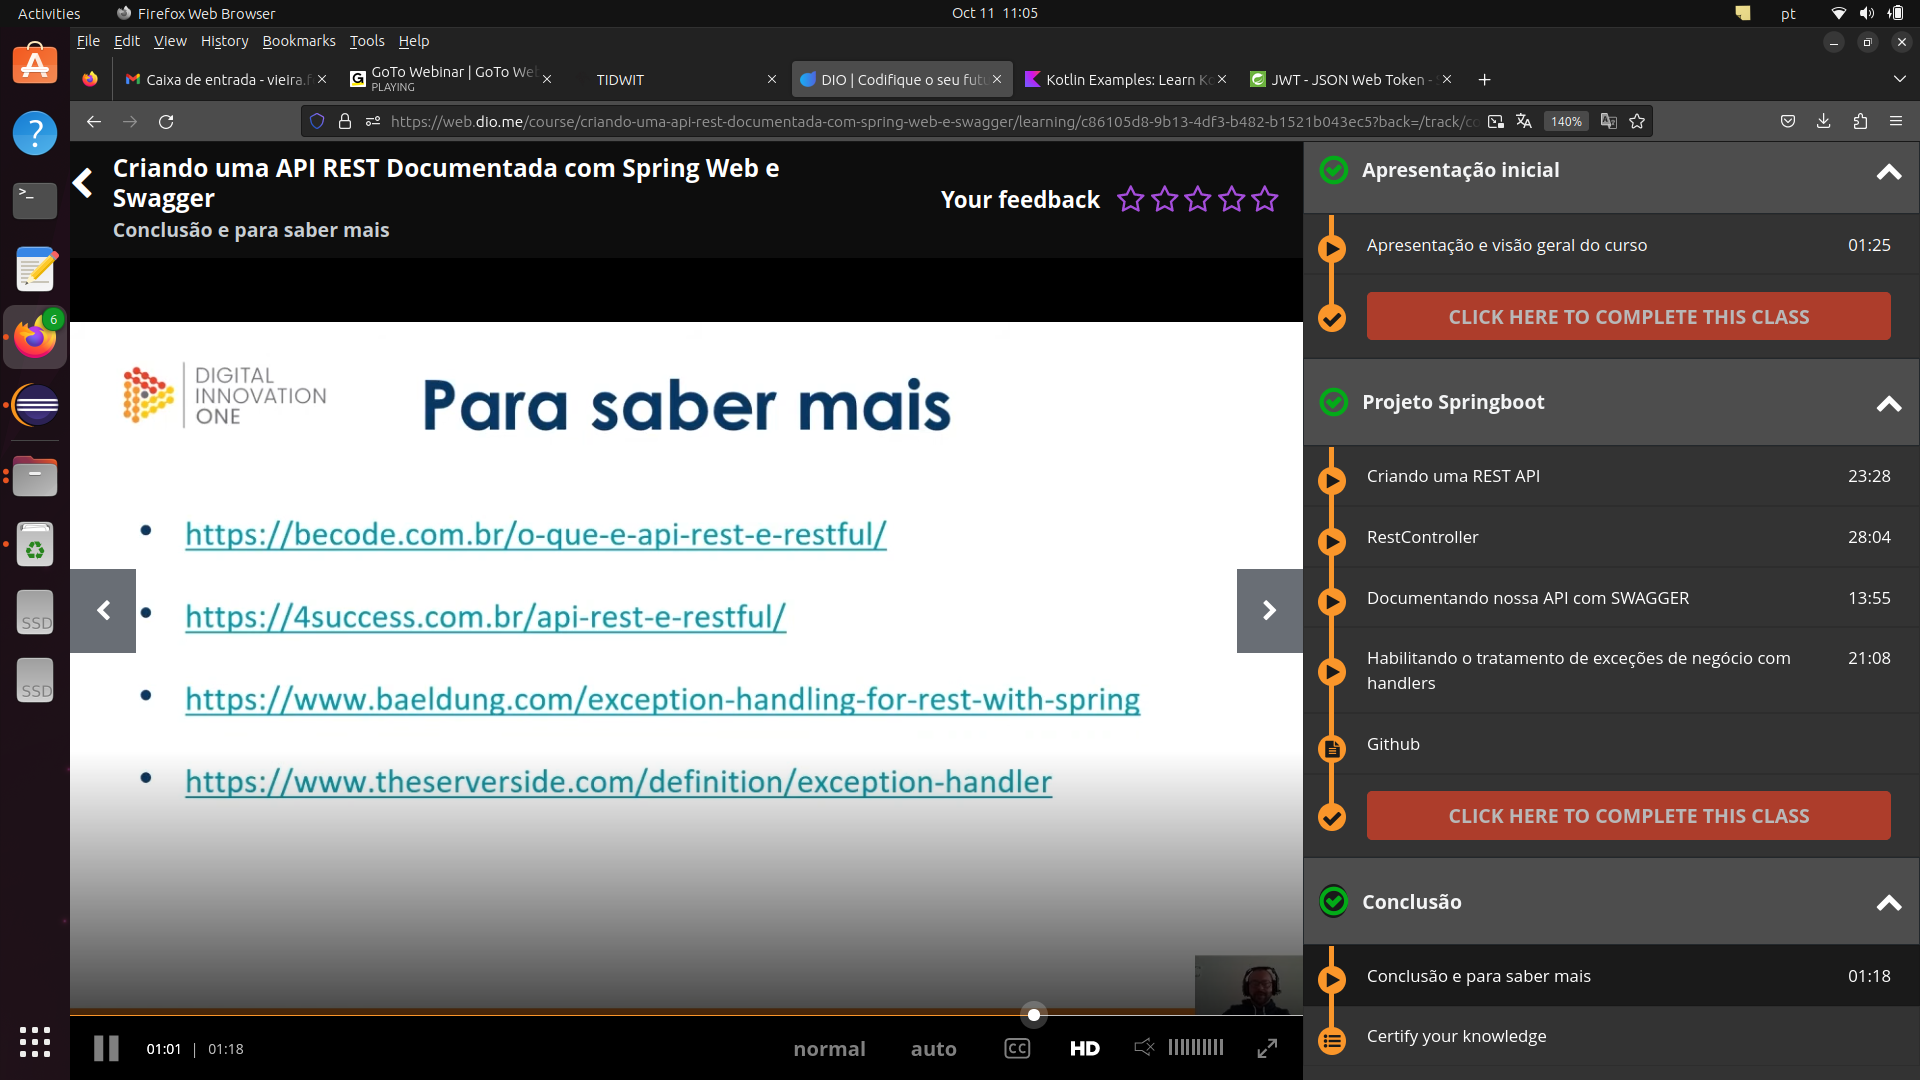 Activities
Firefox Web Browser
Oct 11 11:05
pt
File Edit View History Bookmarks Tools Help
Caixa de entrada - vieira.f
GoTo Webinar | GoTo We
PLAYING
TIDWIT
DIO | Codifique o seu futu
Kotlin Examples: Learn Ko
JWT - JSON Web Token -
https://web.dio.me/course/criando-uma-api-rest-documentada-com-spring-web-e-swagger/learning/c86105d8-9b13-4df3-b482-b1521b043ec5?back=/track/co
140%
6
>_
?
SSD
SSD
Criando uma API REST Documentada com Spring Web e
Swagger
Conclusão e para saber mais
Your feedback
DIGITAL
INNOVATION
ONE
Para saber mais
• https://becode.com.br/o-que-e-api-rest-e-restful/
• https://4success.com.br/api-rest-e-restful/
• https://www.baeldung.com/exception-handling-for-rest-with-spring
• https://www.theserverside.com/definition/exception-handler
01:01 | 01:18
normal
auto
CC
HD
Apresentação inicial
Apresentação e visão geral do curso 01:25
CLICK HERE TO COMPLETE THIS CLASS
Projeto Springboot
Criando uma REST API 23:28
RestController 28:04
Documentando nossa API com SWAGGER 13:55
Habilitando o tratamento de exceções de negócio com 21:08
handlers
Github
CLICK HERE TO COMPLETE THIS CLASS
Conclusão
Conclusão e para saber mais 01:18
Certify your knowledge